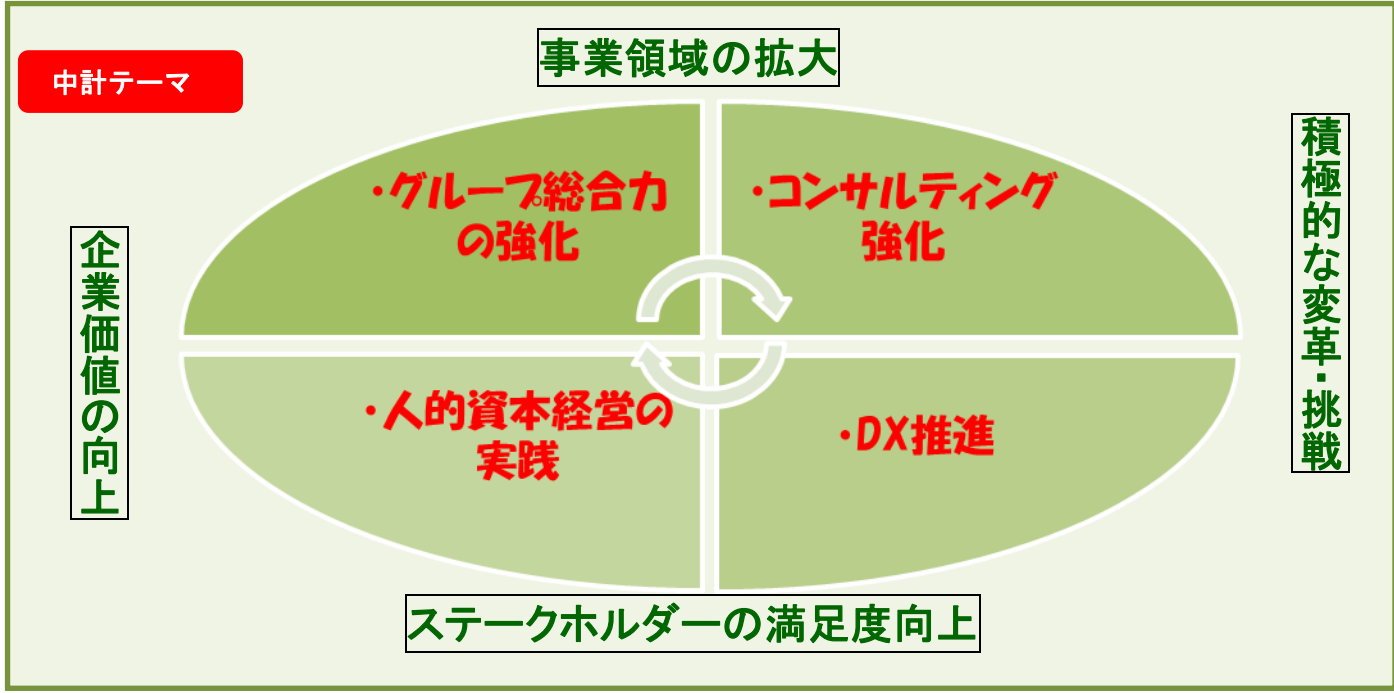 事業領域の拡大
中計テーマ
・グループ総合力
の強化
・コンサルティング
強化
積極的な変革・挑戦
企業価値の向上
・人的資本経営の
実践
・DX推進
ステークホルダーの満足度向上